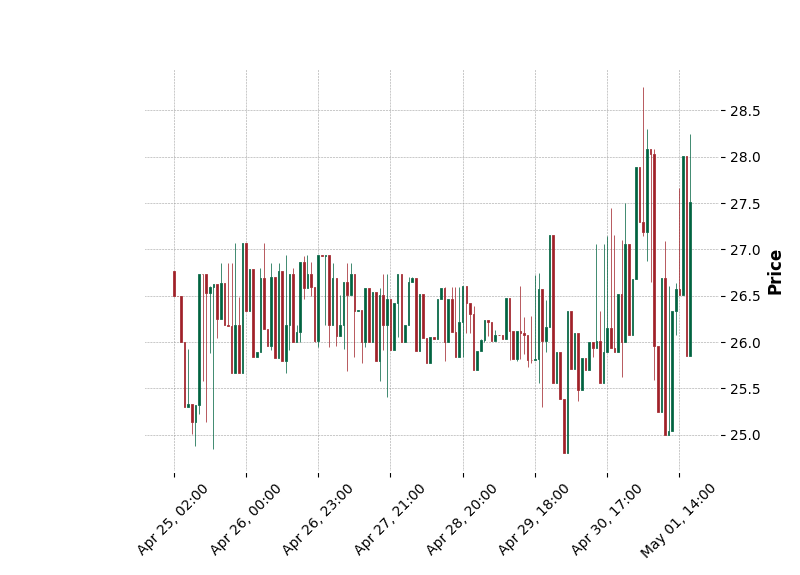 28.5
28.0
27.5
27.0
26.5
26.0
25.5
25.0
Price
Apr 25, 02:00
Apr 26, 00:00
Apr 26, 23:00
Apr 27, 21:00
Apr 28, 20:00
Apr 29, 18:00
Apr 30, 17:00
May 01, 14:00